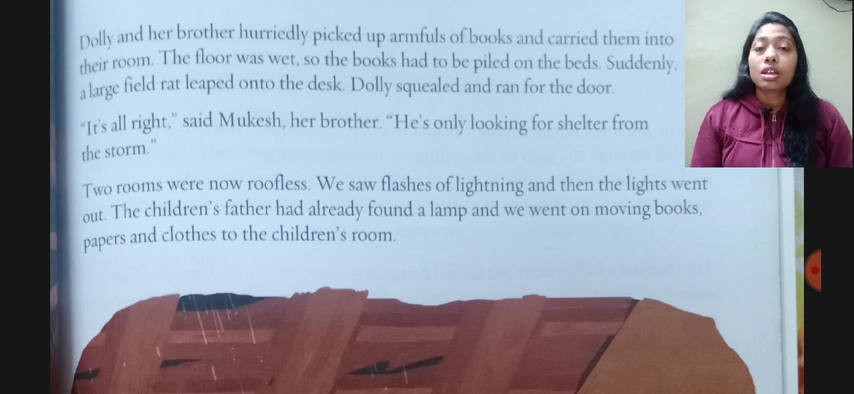 Dolly and her brother hurriedly picked up armfuls of books and carried them into
their room. The floor was wet, so the books had to be piled on the beds. Suddenly,
a large field rat leaped onto the desk. Dolly squealed and ran for the door.
"It's all right," said Mukesh, her brother. "He's only looking for shelter from
the storm."
Two rooms were now roofless. We saw flashes of lightning and then the lights went
out. The children's father had already found a lamp and we went on moving books,
papers and clothes to the children's room.